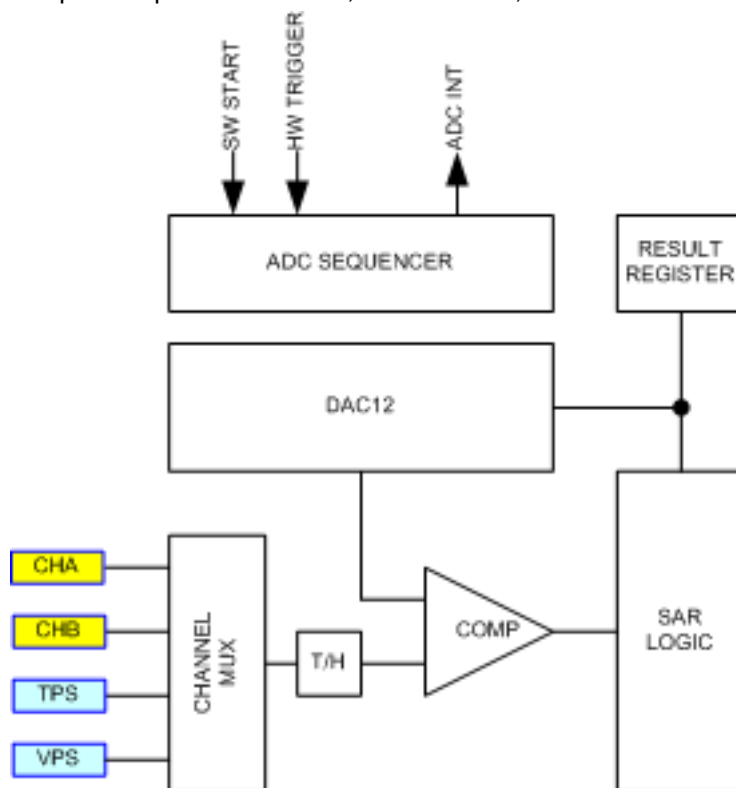 SW START
HW TRIGGER
ADC INT
ADC SEQUENCER
RESULT
REGISTER
DAC12
CHA
CHB
TPS
VPS
CHANNEL
MUX
T/H
COMP
SAR
LOGIC